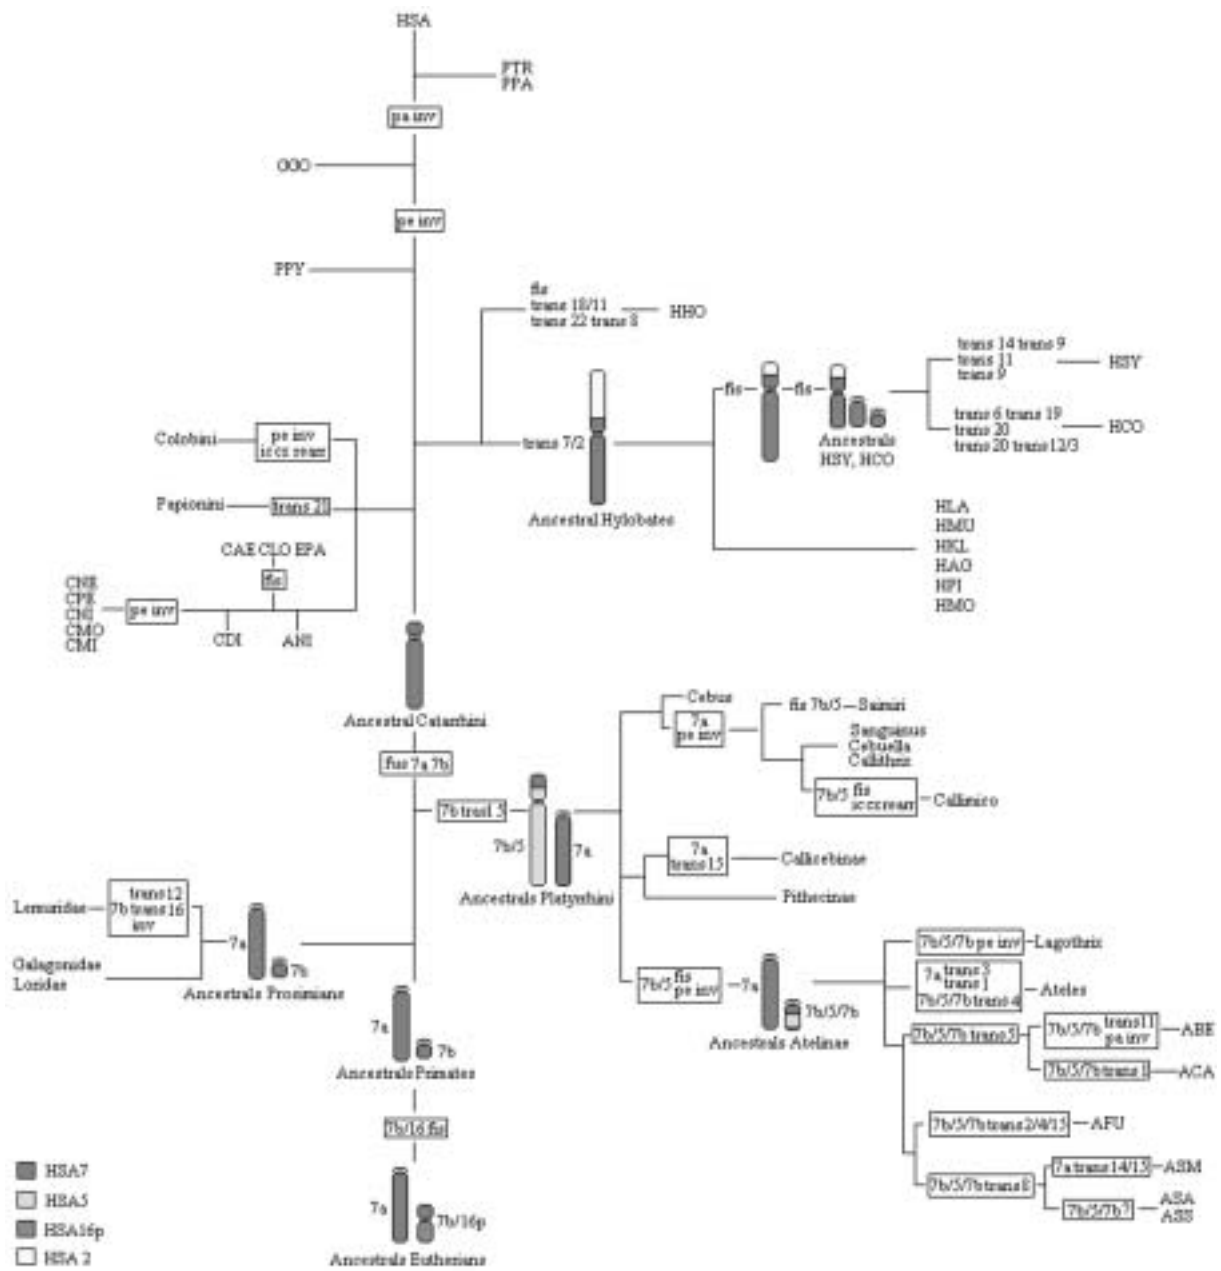 HSA
PTR
PPA
pa inv
GGO
pe inv
PPY
fis
trans 18/11
trans 22 trans 8
HHO
trans 14 trans 9
trans 11
trans 9
HSY
fis
fis
trans 6 trans 19
trans 20
trans 20 trans 12/3
HCO
Ancestrals
HSY, HCO
Colobini
pe inv
iccs rearr
trans 7/2
Ancestral Hylobates
Papionini
trans 21
HLA
HMU
HKL
HAG
HPI
HMO
CAE CLO EPA
fis
CNE
CPE
CNI
CMO
CMI
pe inv
CDI
ANI
Ancestral Catarrhini
fus 7a 7b
Cebus
7a
pe inv
fis 7b/5
Saimiri
Sanguinus
Cebuella
Callithrix
7b/5 fis
iccs rearr
Callimico
7b trasl 5
7b/5
7a
Ancestrals Platyrrhini
7a
trans 15
Callicebinae
Pithecinae
Lemuridae
trans 12
7b trans 16
inv
7a
7b
Galagonidae
Loridae
Ancestrals Prosimians
7b/5 fis
pe inv
7a
7b/5/7b
Ancestrals Atelinae
7b/5/7b pe inv
Lagothrix
7a trans 3
trans 1
7b/5/7b trans 4
Ateles
7b/5/7b trans 5
7b/5/7b trans 11
pa inv
ABE
7b/5/7b trans 1
ACA
7a
7b
Ancestrals Primates
7b/16 fis
7b/5/7b trans 2/4/15
AFU
7b/5/7b trans 8
7a trans 14/15
ASM
7b/5/7b ?
ASA
ASS
7a
7b/16p
Ancestrals Eutherians
HSA7
HSA5
HSA16p
HSA 2